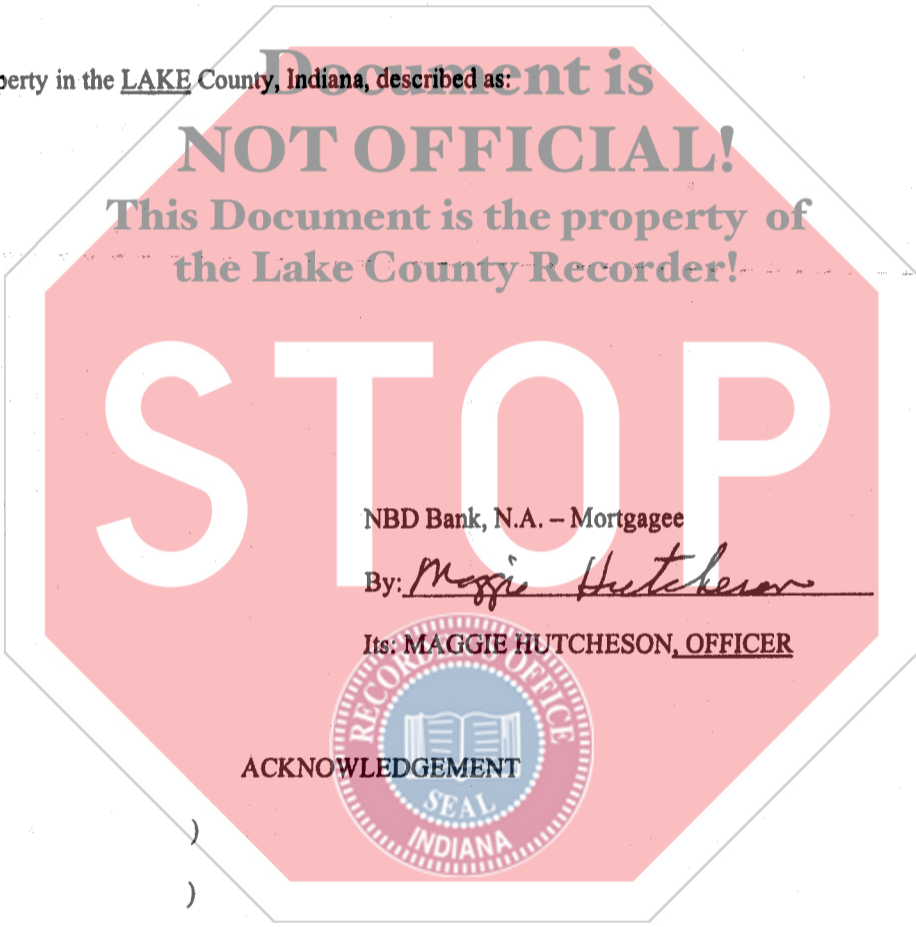 Document is
perty in the LAKE County, Indiana, described as:
NOT OFFICIAL!
This Document is the property of
the Lake County Recorder!
STOP
NBD Bank, N.A. – Mortgagee
By: Maggie Hutcheson
Its: MAGGIE HUTCHESON, OFFICER
RECORDER'S OFFICE
ACKNOWLEDGEMENT
SEAL
INDIANA
)
)